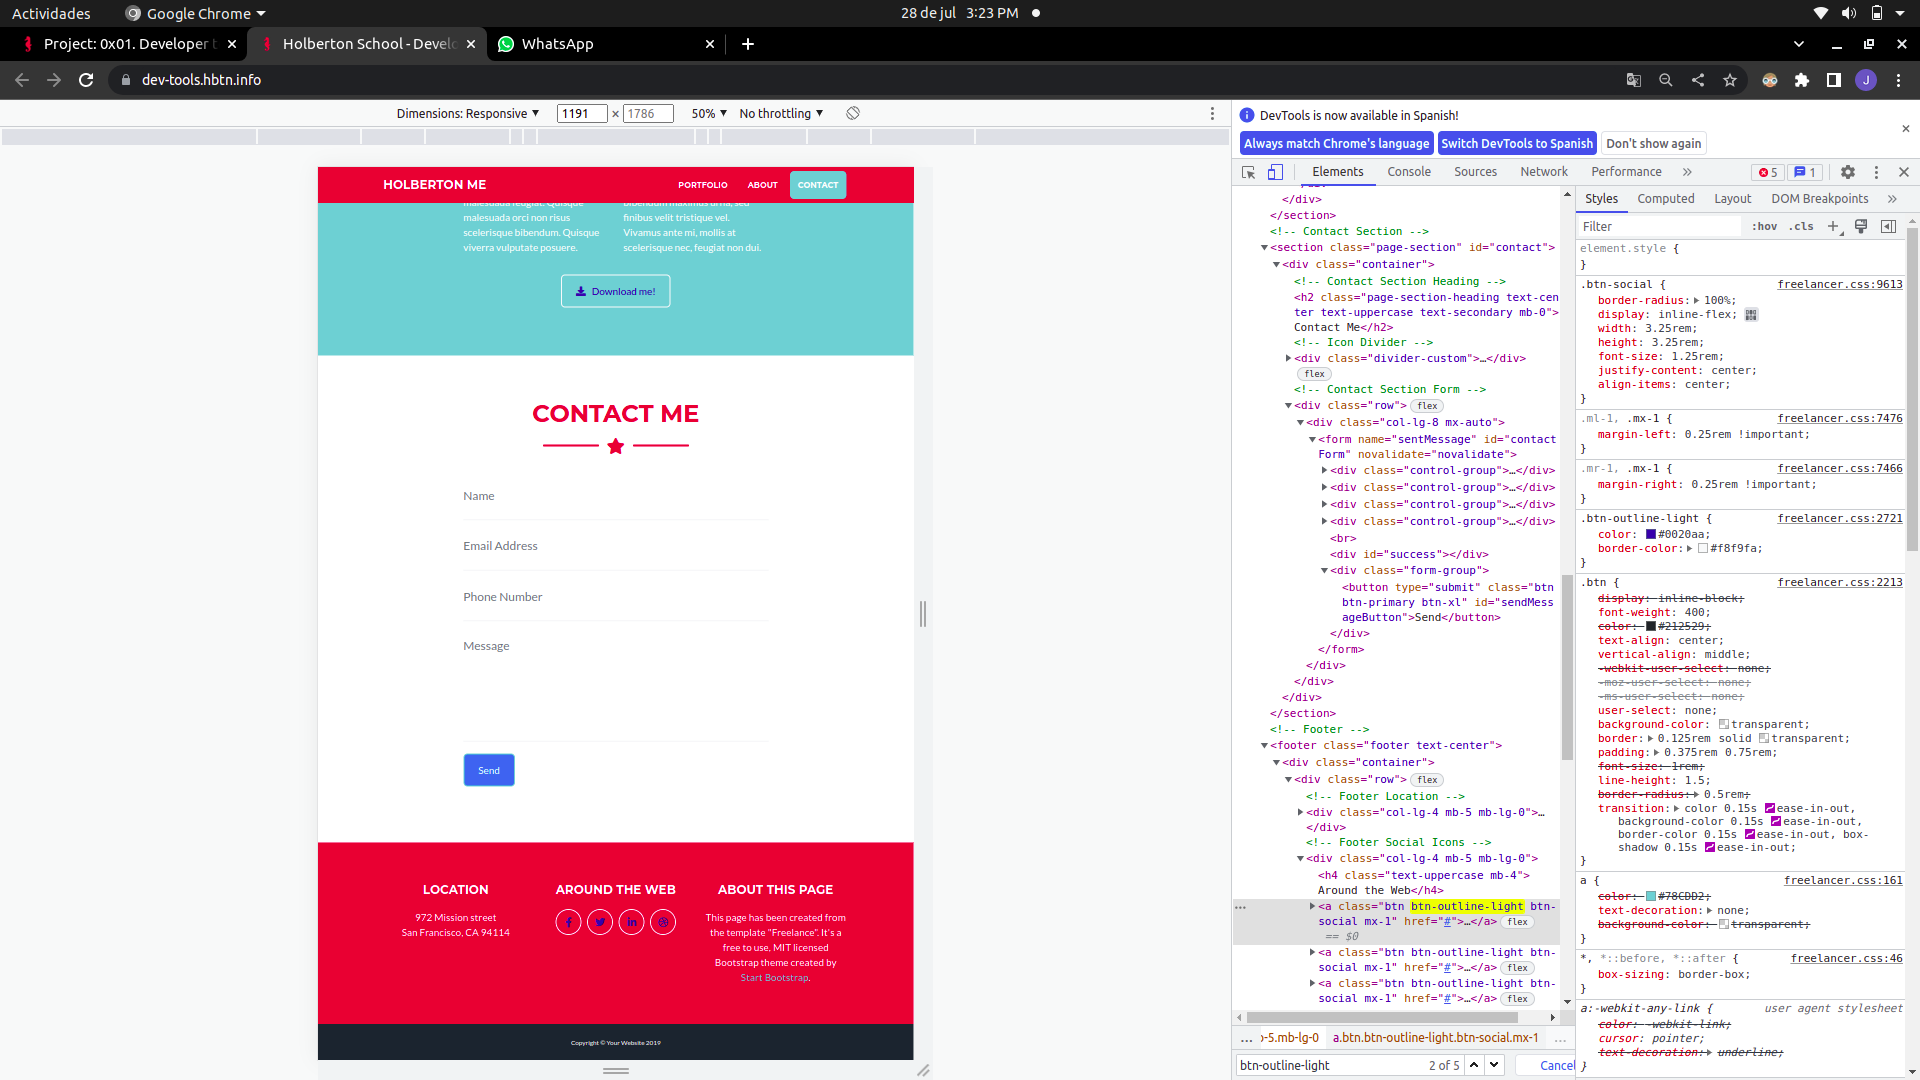 Actividades
Google Chrome
28 de jul 3:23 PM
Project: 0x01. Developer t
Holberton School - Develo
WhatsApp
dev-tools.hbtn.info
J
Dimensions: Responsive
1191 × 1786
50%
No throttling
HOLBERTON ME
PORTFOLIO
ABOUT
CONTACT
malesuada orci non risus
scelerisque bibendum. Quisque
viverra vulputate posuere.
finibus velit tristique vel.
Vivamus ante mi, mollis at
scelerisque nec, feugiat non dui.
Download me!
CONTACT ME
Name
Email Address
Phone Number
Message
Send
LOCATION
972 Mission street
San Francisco, CA 94114
AROUND THE WEB
ABOUT THIS PAGE
This page has been created from
the template "Freelance". It's a
free to use, MIT licensed
Bootstrap theme created by
Start Bootstrap.
Copyright © Your Website 2019
DevTools is now available in Spanish!
Always match Chrome's language
Switch DevTools to Spanish
Don't show again
Elements
Console
Sources
Network
Performance
»
5
1
</div>
</section>
<!-- Contact Section -->
<section class="page-section" id="contact">
<div class="container">
<!-- Contact Section Heading -->
<h2 class="page-section-heading text-cen
ter text-uppercase text-secondary mb-0">
Contact Me</h2>
<!-- Icon Divider -->
<div class="divider-custom">…</div>
flex
<!-- Contact Section Form -->
<div class="row"> flex
<div class="col-lg-8 mx-auto">
<form name="sentMessage" id="contact
Form" novalidate="novalidate">
<div class="control-group">…</div>
<div class="control-group">…</div>
<div class="control-group">…</div>
<div class="control-group">…</div>
<br>
<div id="success"></div>
<div class="form-group">
<button type="submit" class="btn
btn-primary btn-xl" id="sendMess
ageButton">Send</button>
</div>
</form>
</div>
</div>
</div>
</section>
<!-- Footer -->
<footer class="footer text-center">
<div class="container">
<div class="row"> flex
<!-- Footer Location -->
<div class="col-lg-4 mb-5 mb-lg-0">…
</div>
<!-- Footer Social Icons -->
<div class="col-lg-4 mb-5 mb-lg-0">
<h4 class="text-uppercase mb-4">
Around the Web</h4>
<a class="btn btn-outline-light btn-
social mx-1" href="#">…</a> flex
== $0
<a class="btn btn-outline-light btn-
social mx-1" href="#">…</a> flex
<a class="btn btn-outline-light btn-
social mx-1" href="#">…</a> flex
... -5.mb-lg-0 a.btn.btn-outline-light.btn-social.mx-1 ...
btn-outline-light
2 of 5
Cancel
Styles
Computed
Layout
DOM Breakpoints
»
Filter
:hov .cls
element.style {
}
.btn-social { freelancer.css:9613
border-radius: 100%;
display: inline-flex;
width: 3.25rem;
height: 3.25rem;
font-size: 1.25rem;
justify-content: center;
align-items: center;
}
.ml-1, .mx-1 { freelancer.css:7476
margin-left: 0.25rem !important;
}
.mr-1, .mx-1 { freelancer.css:7466
margin-right: 0.25rem !important;
}
.btn-outline-light { freelancer.css:2721
color: #0020aa;
border-color: #f8f9fa;
}
.btn { freelancer.css:2213
display: inline-block;
font-weight: 400;
color: #212529;
text-align: center;
vertical-align: middle;
-webkit-user-select: none;
-moz-user-select: none;
-ms-user-select: none;
user-select: none;
background-color: transparent;
border: 0.125rem solid transparent;
padding: 0.375rem 0.75rem;
font-size: 1rem;
line-height: 1.5;
border-radius: 0.5rem;
transition: color 0.15s ease-in-out,
background-color 0.15s ease-in-out,
border-color 0.15s ease-in-out, box-
shadow 0.15s ease-in-out;
}
a { freelancer.css:161
color: #78CDD2;
text-decoration: none;
background-color: transparent;
}
*, *::before, *::after { freelancer.css:46
box-sizing: border-box;
}
a:-webkit-any-link { user agent stylesheet
color: -webkit-link;
cursor: pointer;
text-decoration: underline;
}